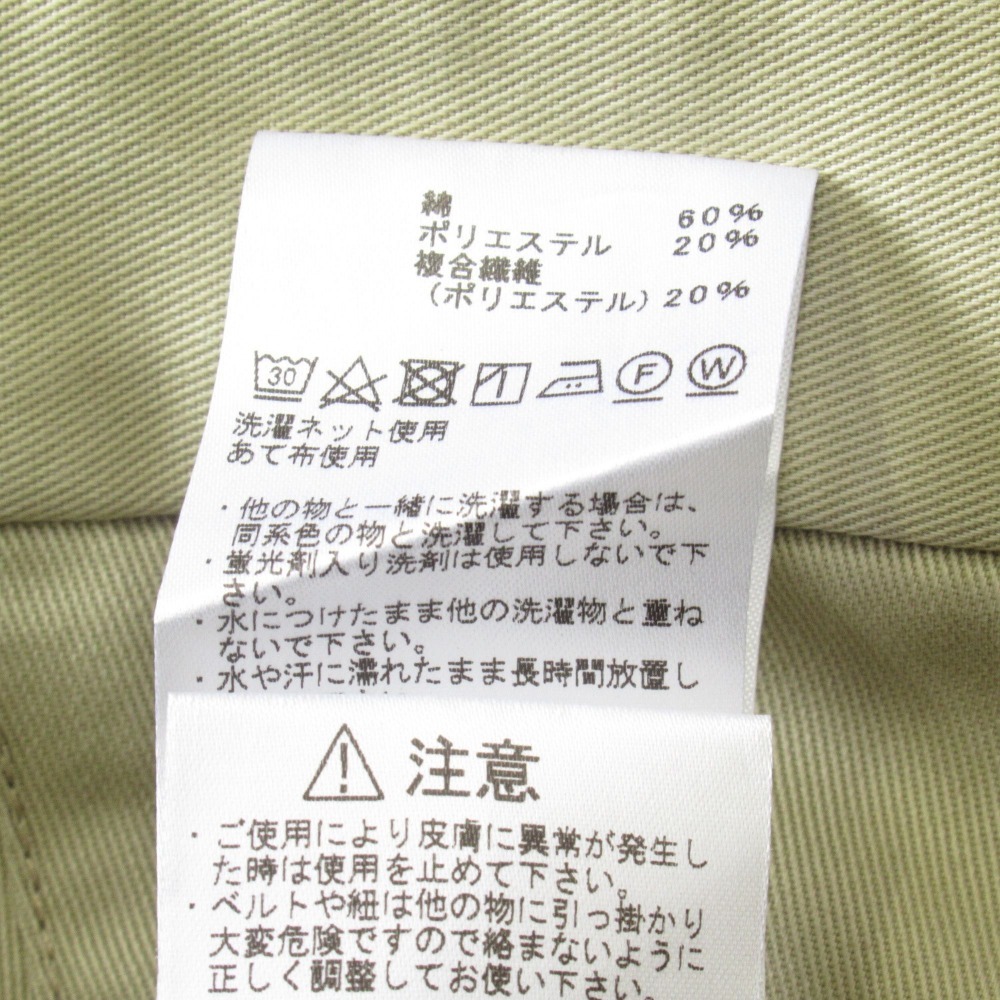 綿 60%
ポリエステル 20%
複合繊維
(ポリエステル) 20%
30 F W
洗濯ネット使用
あて布使用
・他の物と一緒に洗濯する場合は、
同系色の物と洗濯して下さい。
・蛍光剤入り洗剤は使用しないで下
さい。
・水につけたまま他の洗濯物と重ね
ないで下さい。
・水や汗に濡れたまま長時間放置し
注意
・ご使用により皮膚に異常が発生し
た時は使用を止めて下さい。
・ベルトや紐は他の物に引っ掛かり
大変危険ですので絡まないように
正しく調整してお使い下さい。